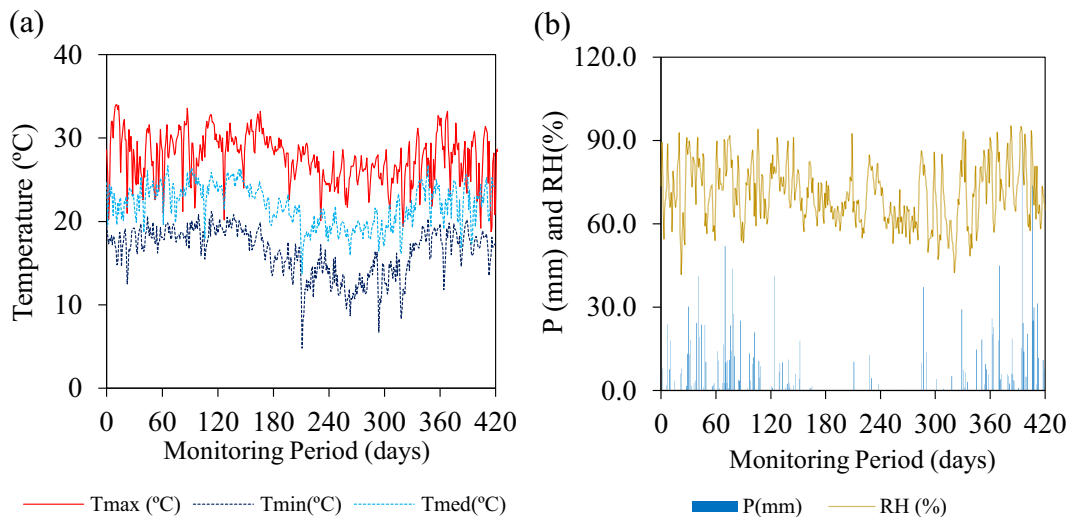 (a)
40
30
20
10
0
Temperature (ºC)
0 60 120 180 240 300 360 420
Monitoring Period (days)
Tmax (ºC) Tmin(ºC) Tmed(ºC)
(b)
120.0
90.0
60.0
30.0
0.0
P (mm) and RH(%)
0 60 120 180 240 300 360 420
Monitoring Period (days)
P(mm) RH (%)